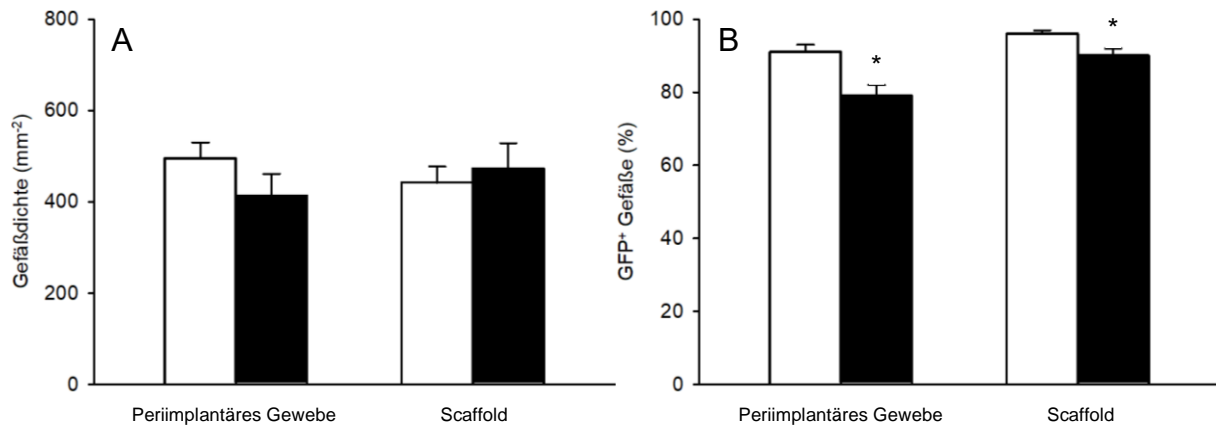 A
Gefäßdichte (mm⁻²)
800
600
400
200
0
Periimplantäres Gewebe
Scaffold
B
GFP⁺ Gefäße (%)
100
80
60
40
20
0
*
*
Periimplantäres Gewebe
Scaffold